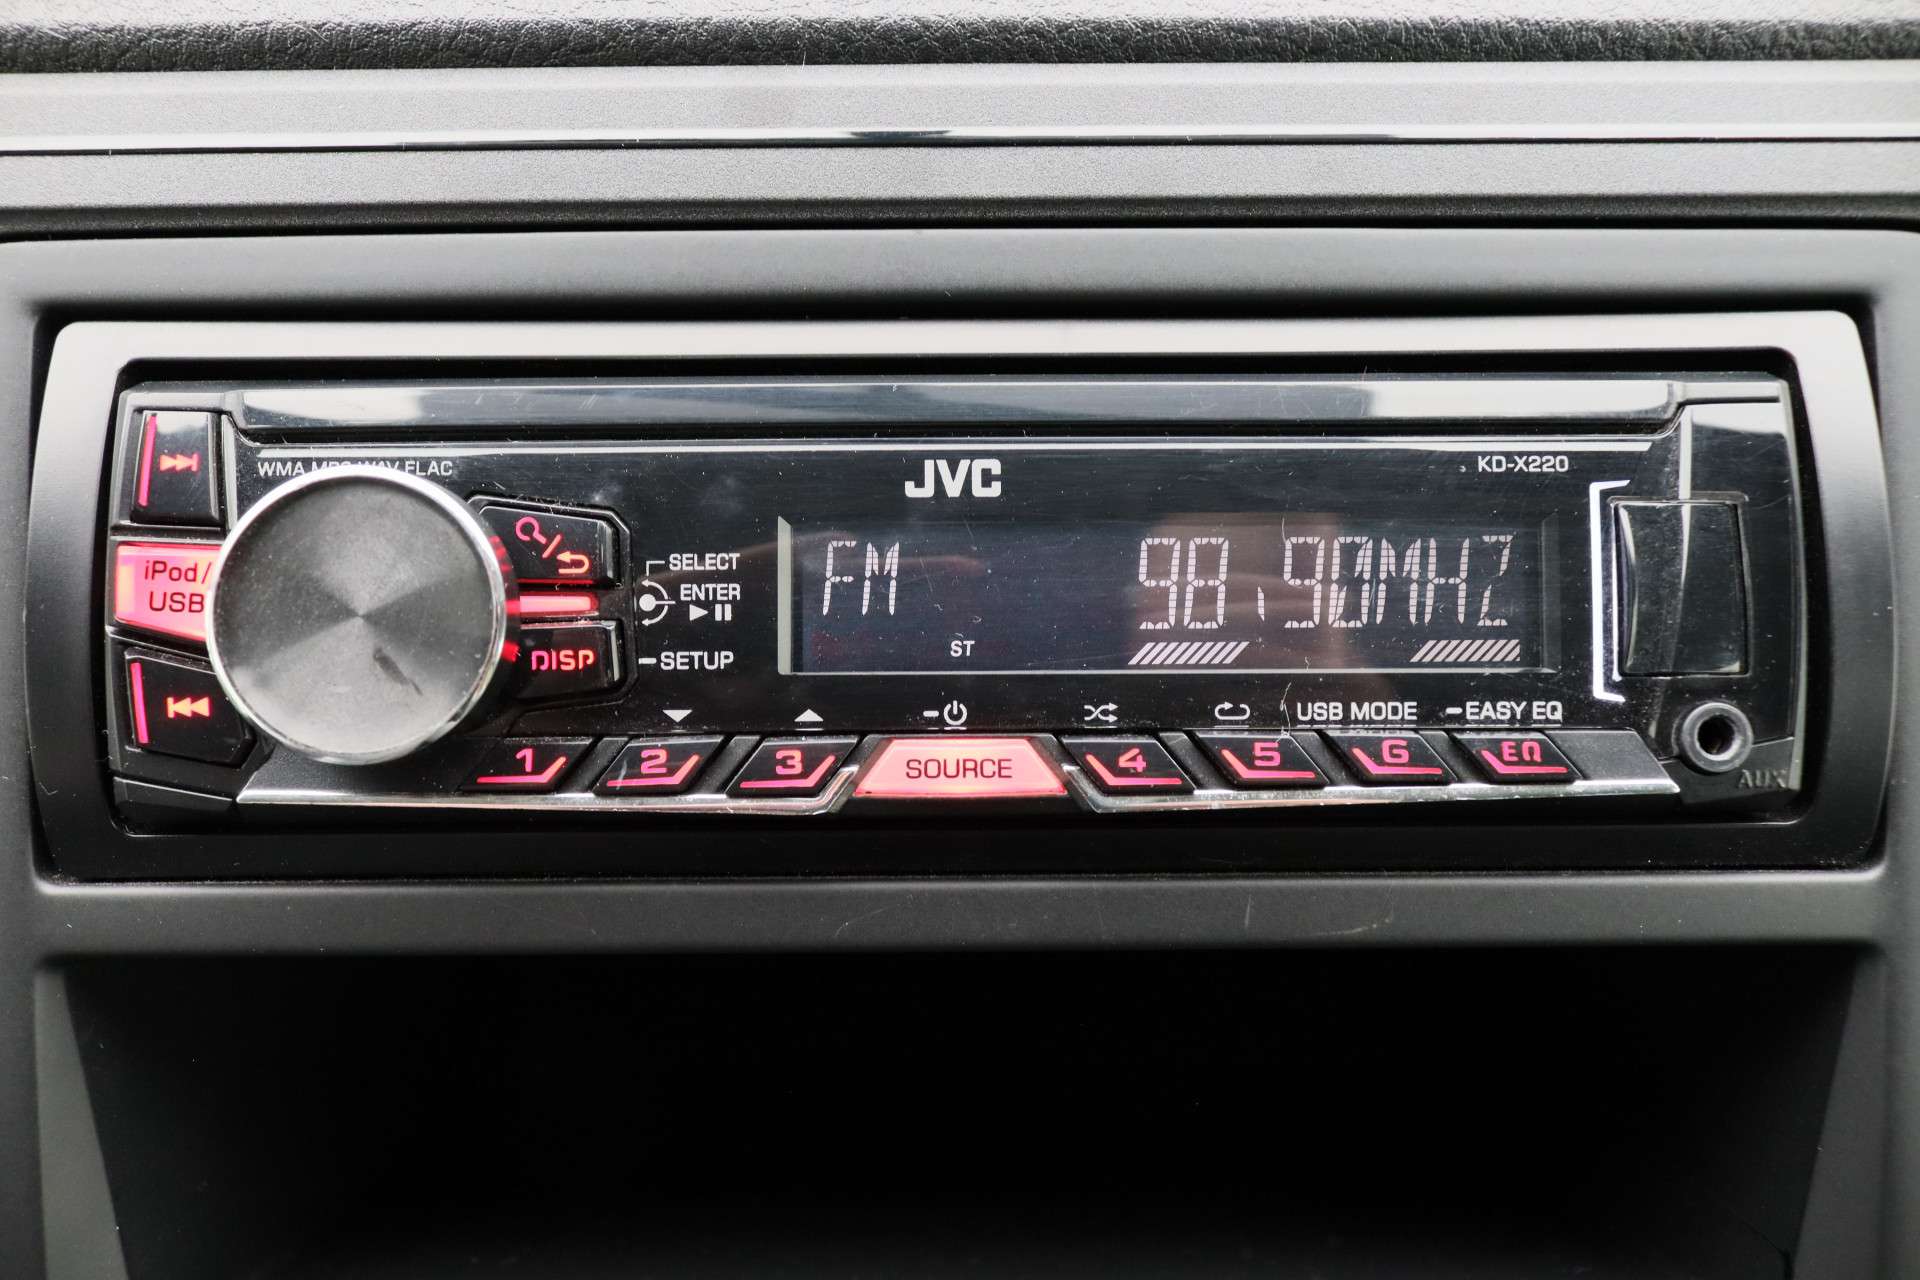 WMA MP3 WAV FLAC
JVC
KD-X220
iPod/
USB
SELECT
ENTER
SETUP
DISP
FM
98.90MHZ
ST
USB MODE
EASY EQ
1
2
3
SOURCE
4
5
6
EQ
AUX